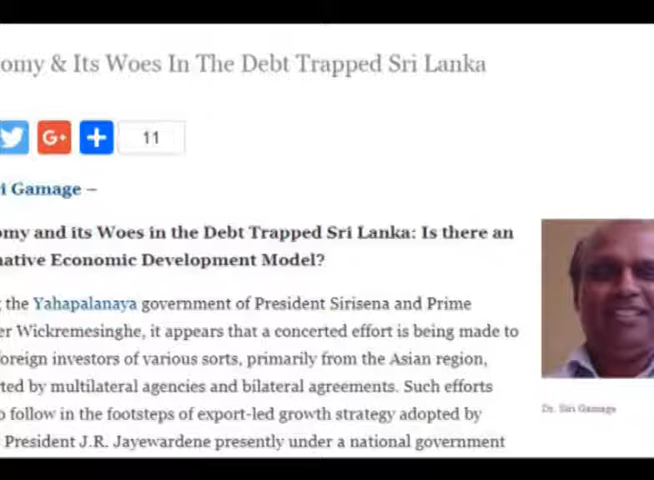 omy & Its Woes In The Debt Trapped Sri Lanka
G+
11
ri Gamage –
omy and its Woes in the Debt Trapped Sri Lanka: Is there an
native Economic Development Model?
g the Yahapalanaya government of President Sirisena and Prime
er Wickremesinghe, it appears that a concerted effort is being made to
foreign investors of various sorts, primarily from the Asian region,
rted by multilateral agencies and bilateral agreements. Such efforts
o follow in the footsteps of export-led growth strategy adopted by
President J.R. Jayewardene presently under a national government
Dr. Siri Gamage